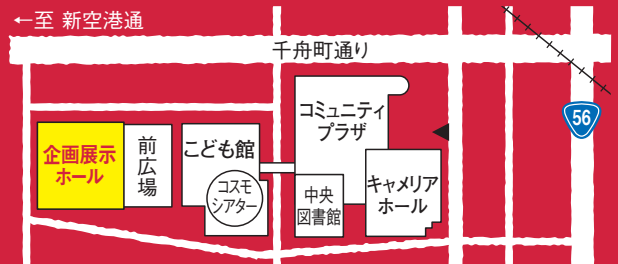 ←至 新空港通
千舟町通り
企画展示
ホール
前
広
場
こども館
コスモ
シアター
コミュニティ
プラザ
中央
図書館
キャメリア
ホール
56